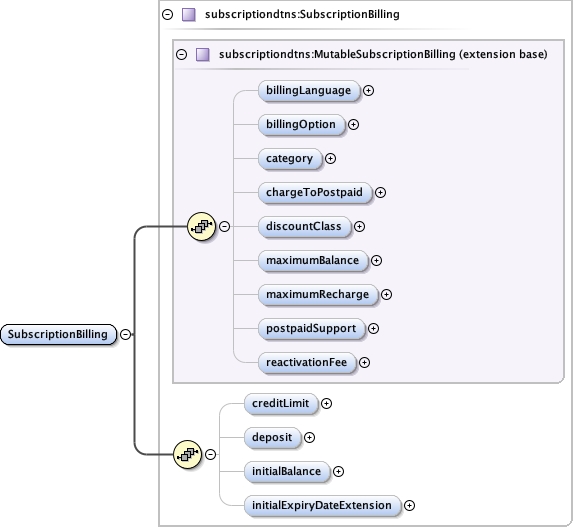 subscriptiondtns:SubscriptionBilling
subscriptiondtns:MutableSubscriptionBilling (extension base)
billingLanguage
billingOption
category
chargeToPostpaid
discountClass
maximumBalance
maximumRecharge
postpaidSupport
reactivationFee
SubscriptionBilling
creditLimit
deposit
initialBalance
initialExpiryDateExtension